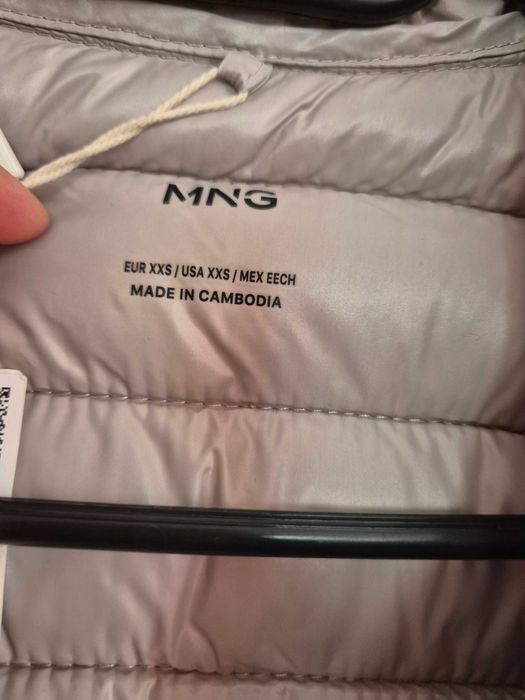 MNG
EUR XXS / USA XXS / MEX EECH
MADE IN CAMBODIA